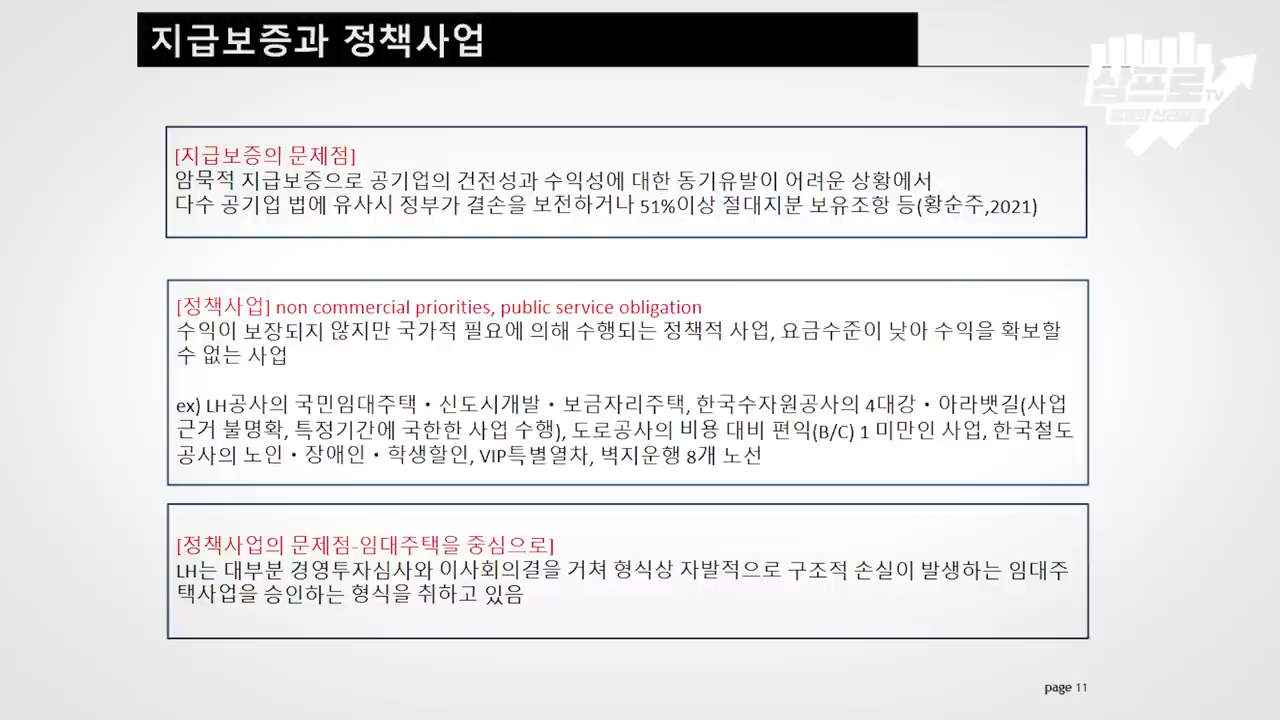 지급보증과 정책사업
삼프로TV
[지급보증의 문제점]
암묵적 지급보증으로 공기업의 건전성과 수익성에 대한 동기유발이 어려운 상황에서
다수 공기업 법에 유사시 정부가 결손을 보전하거나 51%이상 절대지분 보유조항 등(황순주,2021)
[정책사업] non commercial priorities, public service obligation
수익이 보장되지 않지만 국가적 필요에 의해 수행되는 정책적 사업, 요금수준이 낮아 수익을 확보할
수 없는 사업
ex) LH공사의 국민임대주택・신도시개발・보금자리주택, 한국수자원공사의 4대강・아라뱃길(사업
근거 불명확, 특정기간에 국한한 사업 수행), 도로공사의 비용 대비 편익(B/C) 1 미만인 사업, 한국철도
공사의 노인・장애인・학생할인, VIP특별열차, 벽지운행 8개 노선
[정책사업의 문제점-임대주택을 중심으로]
LH는 대부분 경영투자심사와 이사회의결을 거쳐 형식상 자발적으로 구조적 손실이 발생하는 임대주
택사업을 승인하는 형식을 취하고 있음
page 11